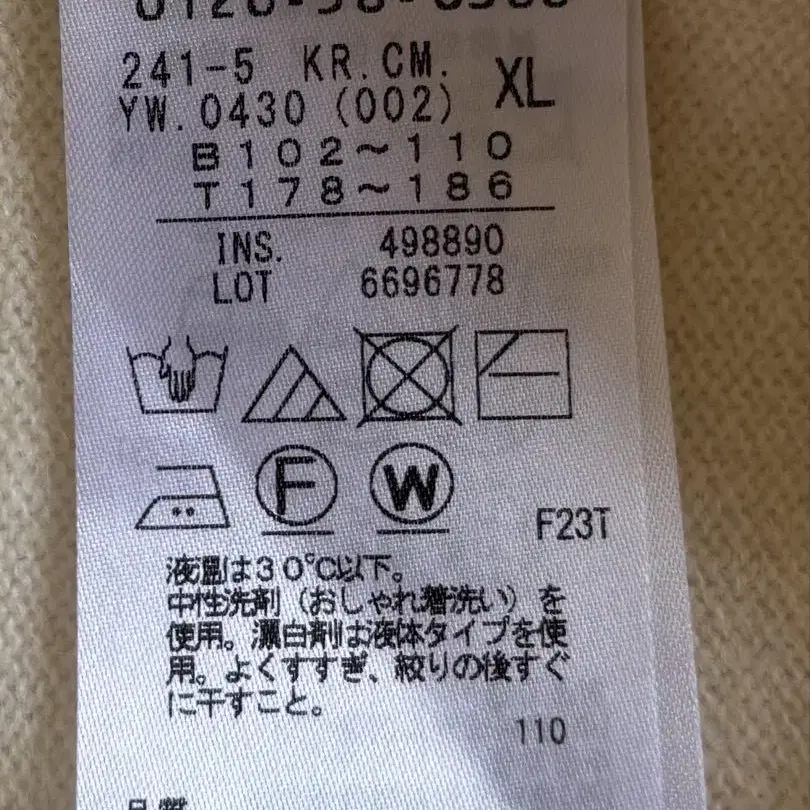 241-5 KR.CM.
YW.0430 (002) XL
B102～110
T178～186
INS. 498890
LOT 6696778
F W
F23T
液温は30℃以下。
中性洗剤（おしゃれ着洗い）を
使用。漂白剤は液体タイプを使
用。よくすすぎ、絞りの後すぐ
に干すこと。
110